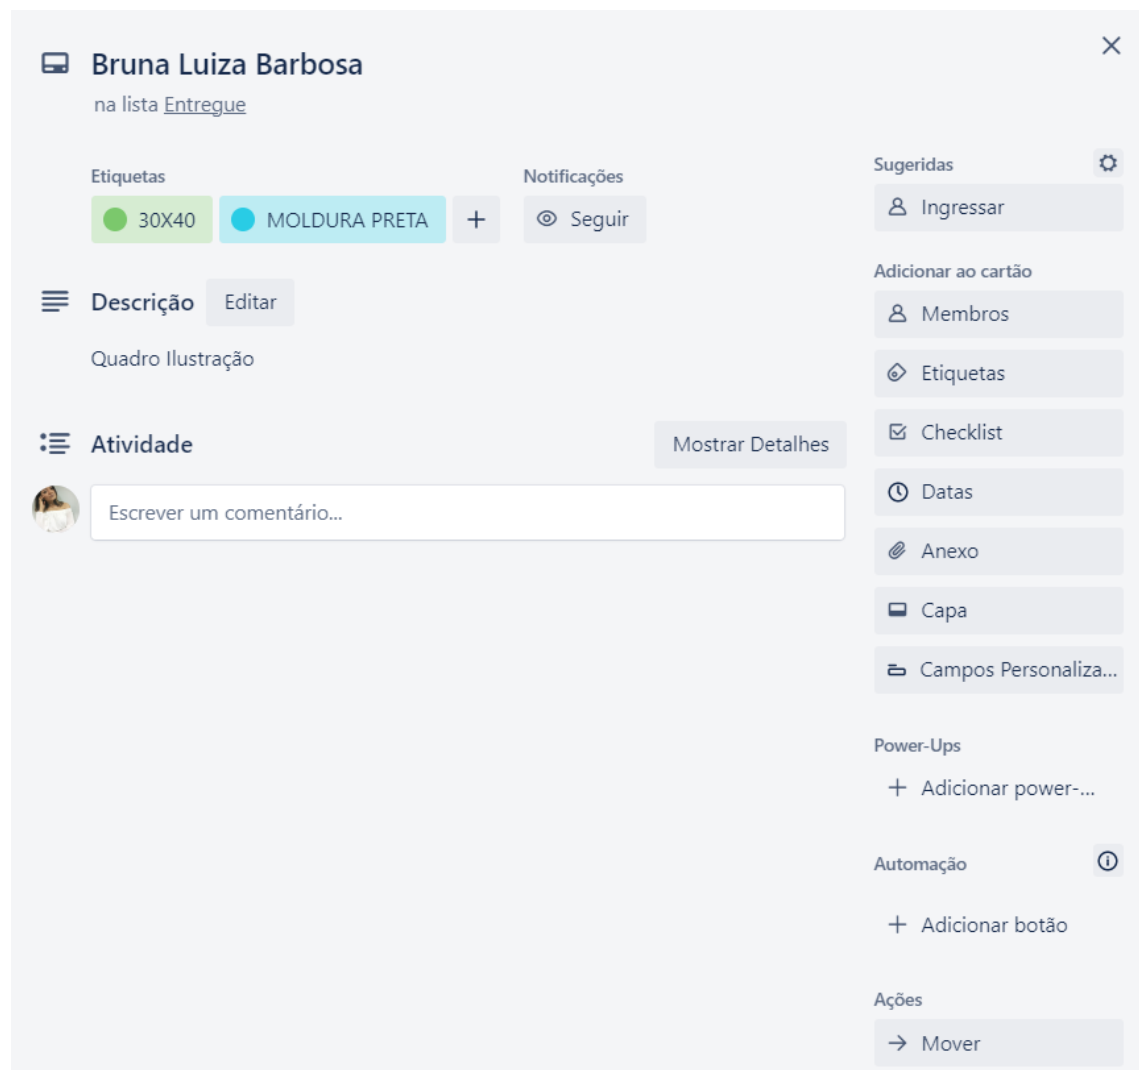 Bruna Luiza Barbosa
na lista Entregue
Etiquetas
30X40
MOLDURA PRETA
Notificações
Seguir
Descrição
Editar
Quadro Ilustração
Atividade
Mostrar Detalhes
Escrever um comentário...
Sugeridas
Ingressar
Adicionar ao cartão
Membros
Etiquetas
Checklist
Datas
Anexo
Capa
Campos Personaliza...
Power-Ups
Adicionar power-...
Automação
Adicionar botão
Ações
Mover